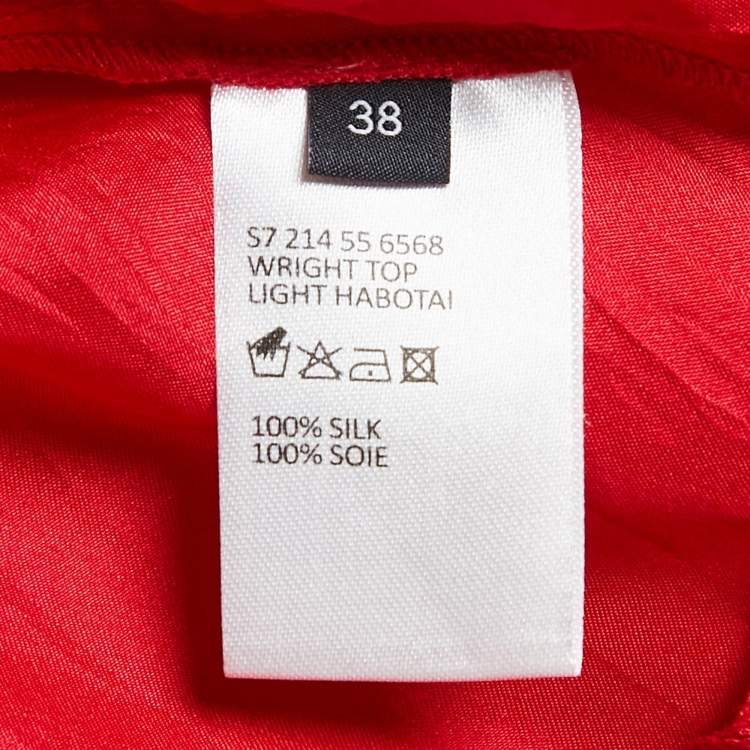 38
S7 214 55 6568
WRIGHT TOP
LIGHT HABOTAI
100% SILK
100% SOIE